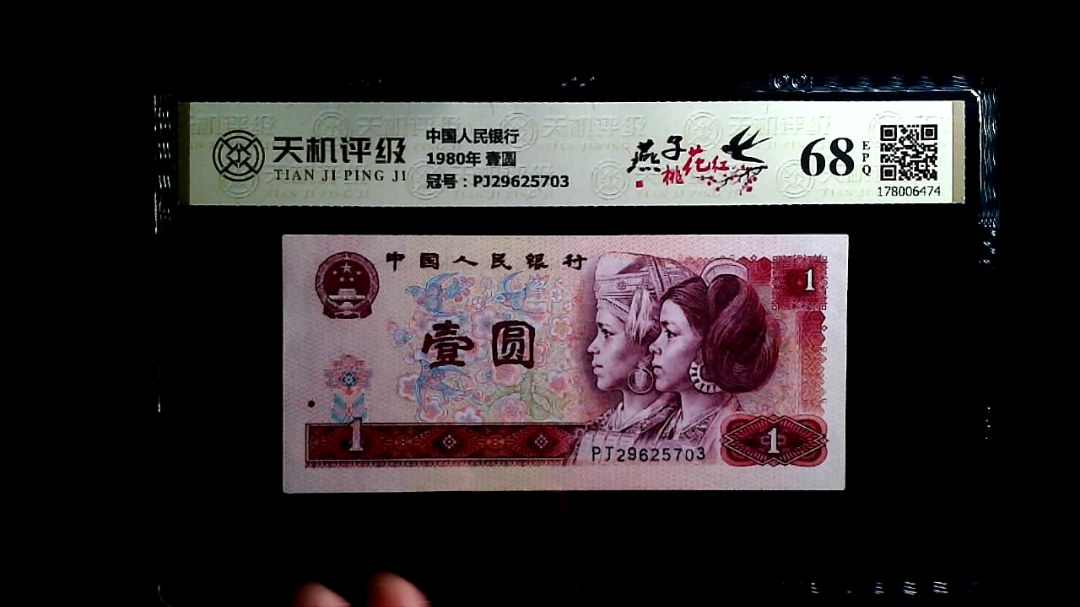 天机评级
TIAN JI PING JI
中国人民银行
1980年 壹圆
冠号：PJ29625703
燕子
桃花红
68
EPQ
178006474
中国人民银行
壹圆
1
1
1
PJ29625703